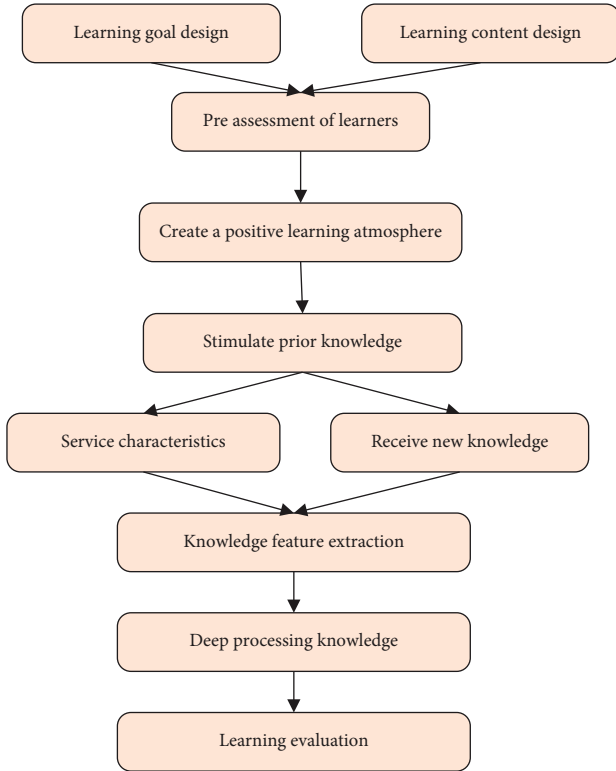 Learning goal design
Learning content design
Pre assessment of learners
Create a positive learning atmosphere
Stimulate prior knowledge
Service characteristics
Receive new knowledge
Knowledge feature extraction
Deep processing knowledge
Learning evaluation